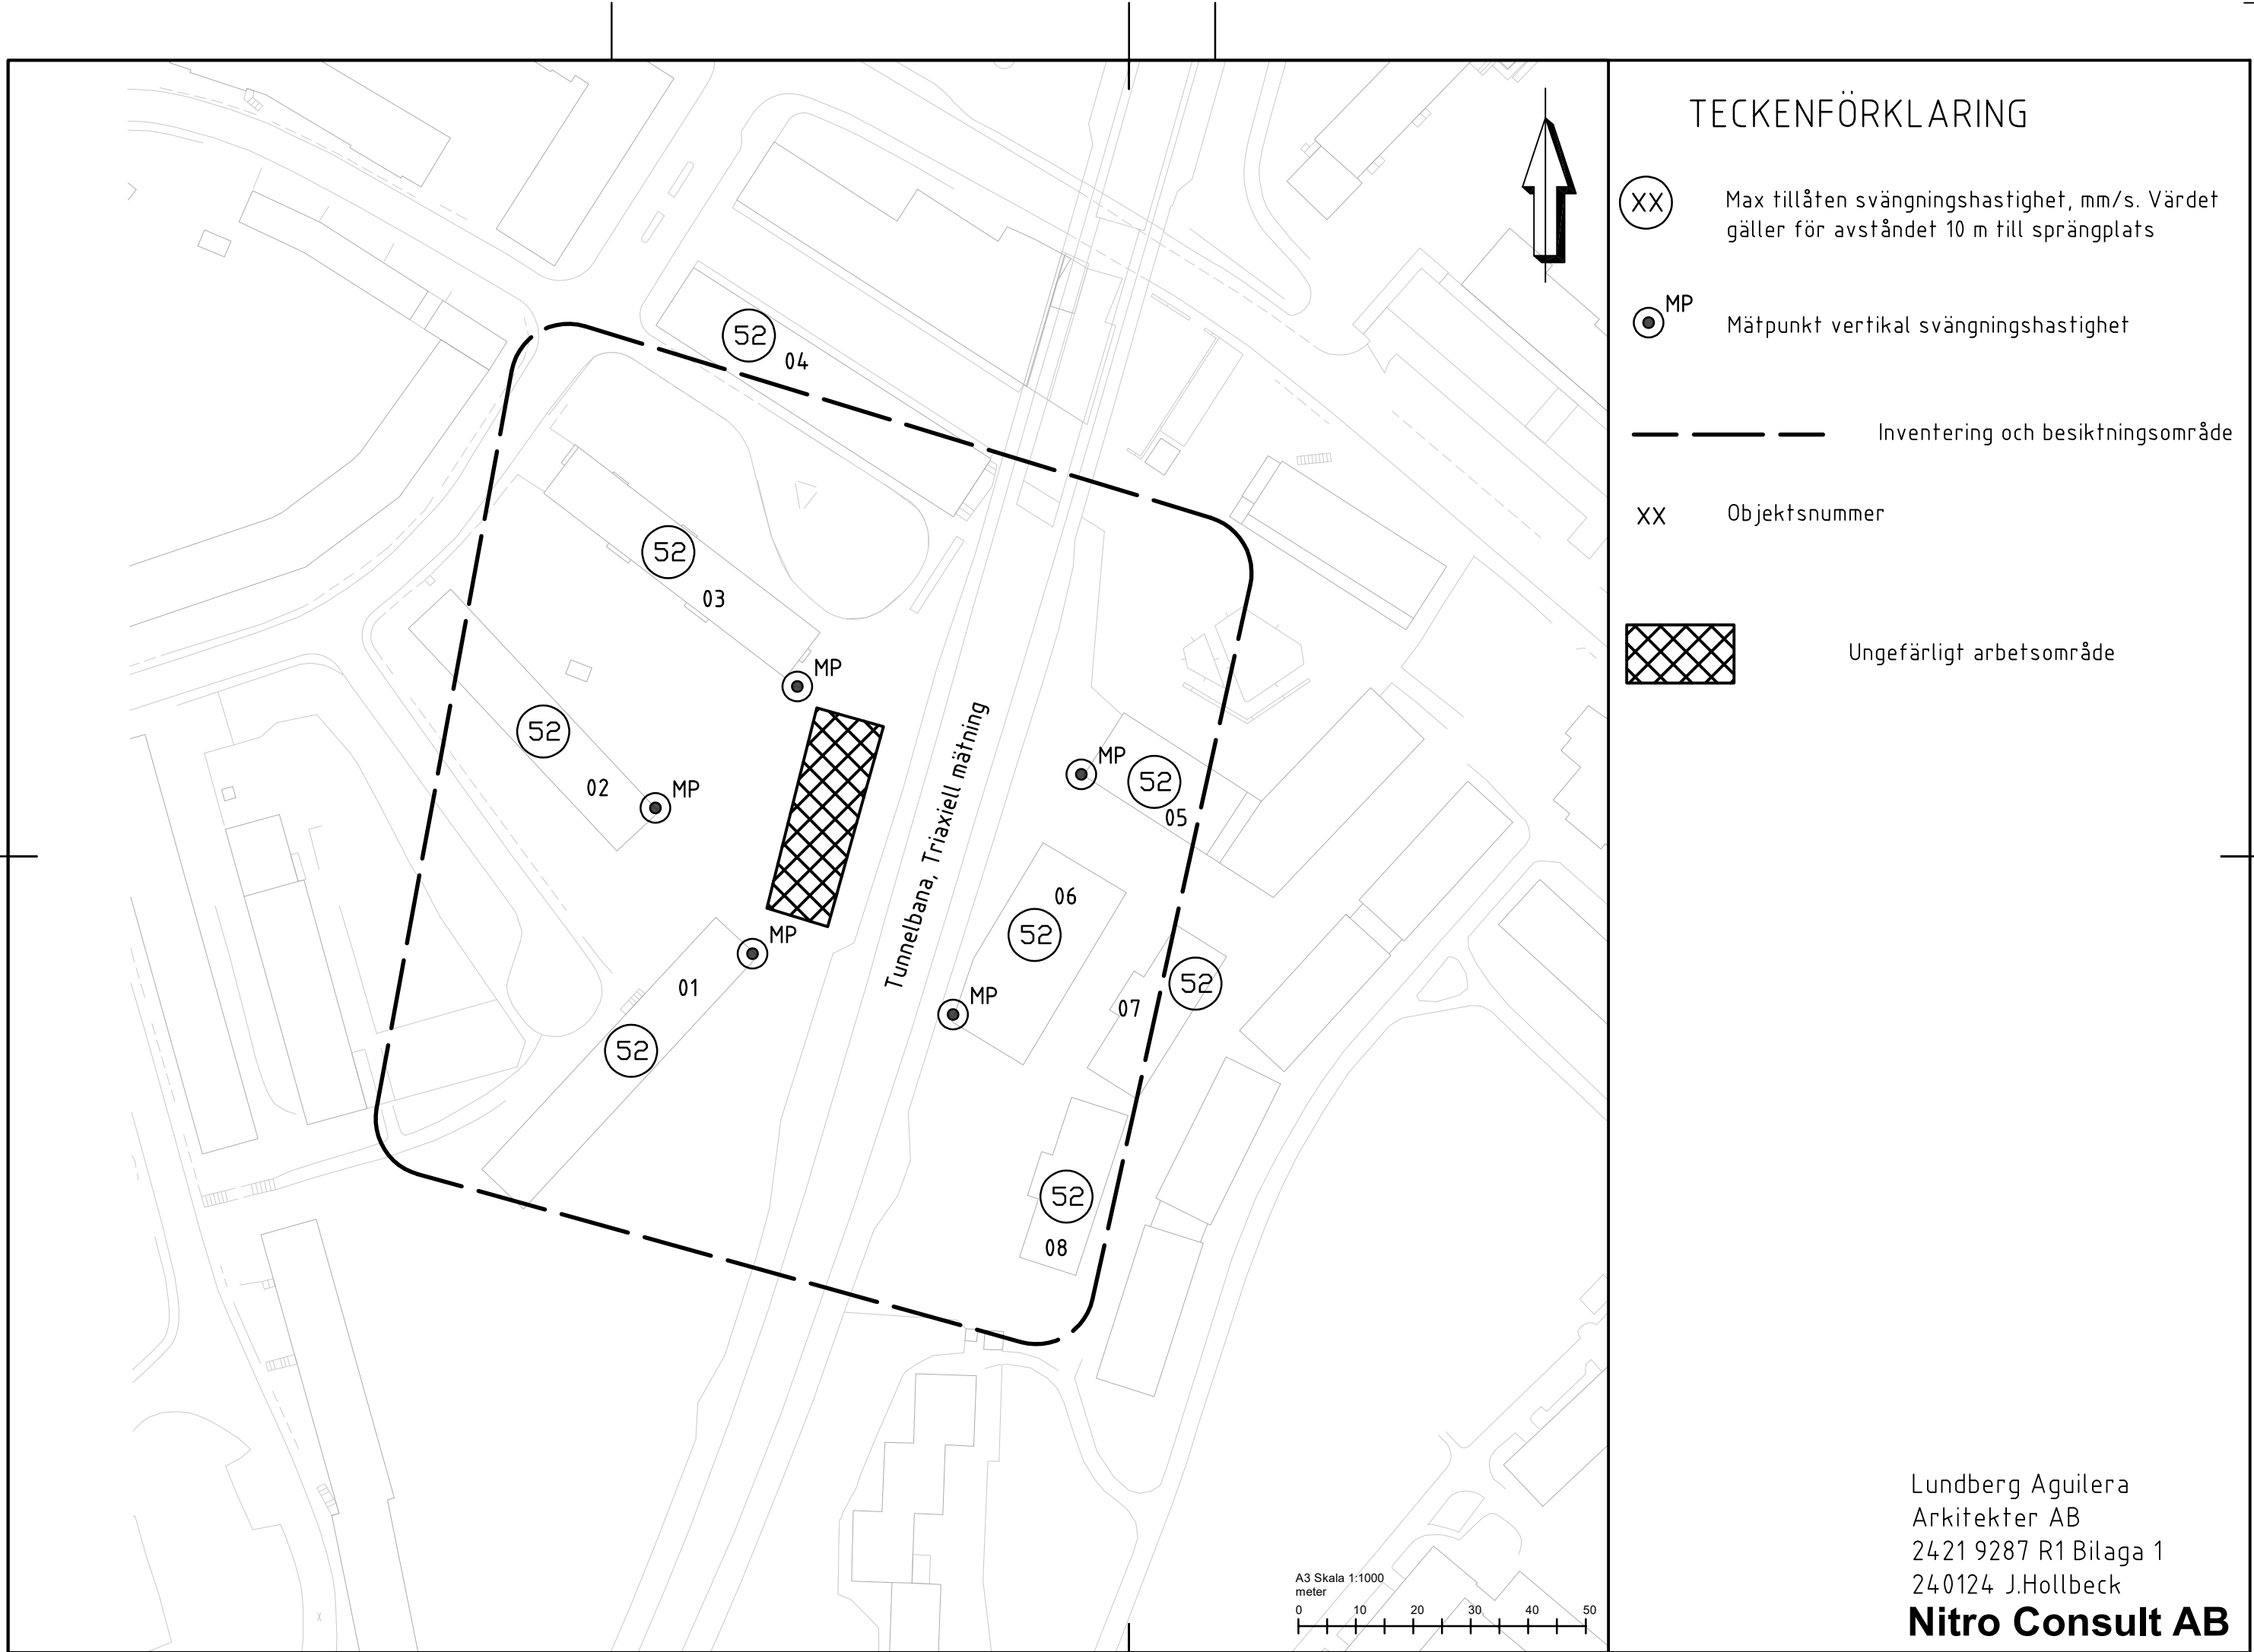 TECKENFÖRKLARING
XX
Max tillåten svängningshastighet, mm/s. Värdet
gäller för avståndet 10 m till sprängplats
MP
Mätpunkt vertikal svängningshastighet
Inventering och besiktningsområde
XX
Objektsnummer
Ungefärligt arbetsområde
52
04
52
03
MP
52
02
MP
MP
52
05
Tunnelbana, Triaxiell mätning
06
52
MP
01
52
MP
52
07
52
08
A3 Skala 1:1000
meter
0 10 20 30 40 50
Lundberg Aguilera
Arkitekter AB
2421 9287 R1 Bilaga 1
240124 J.Hollbeck
Nitro Consult AB